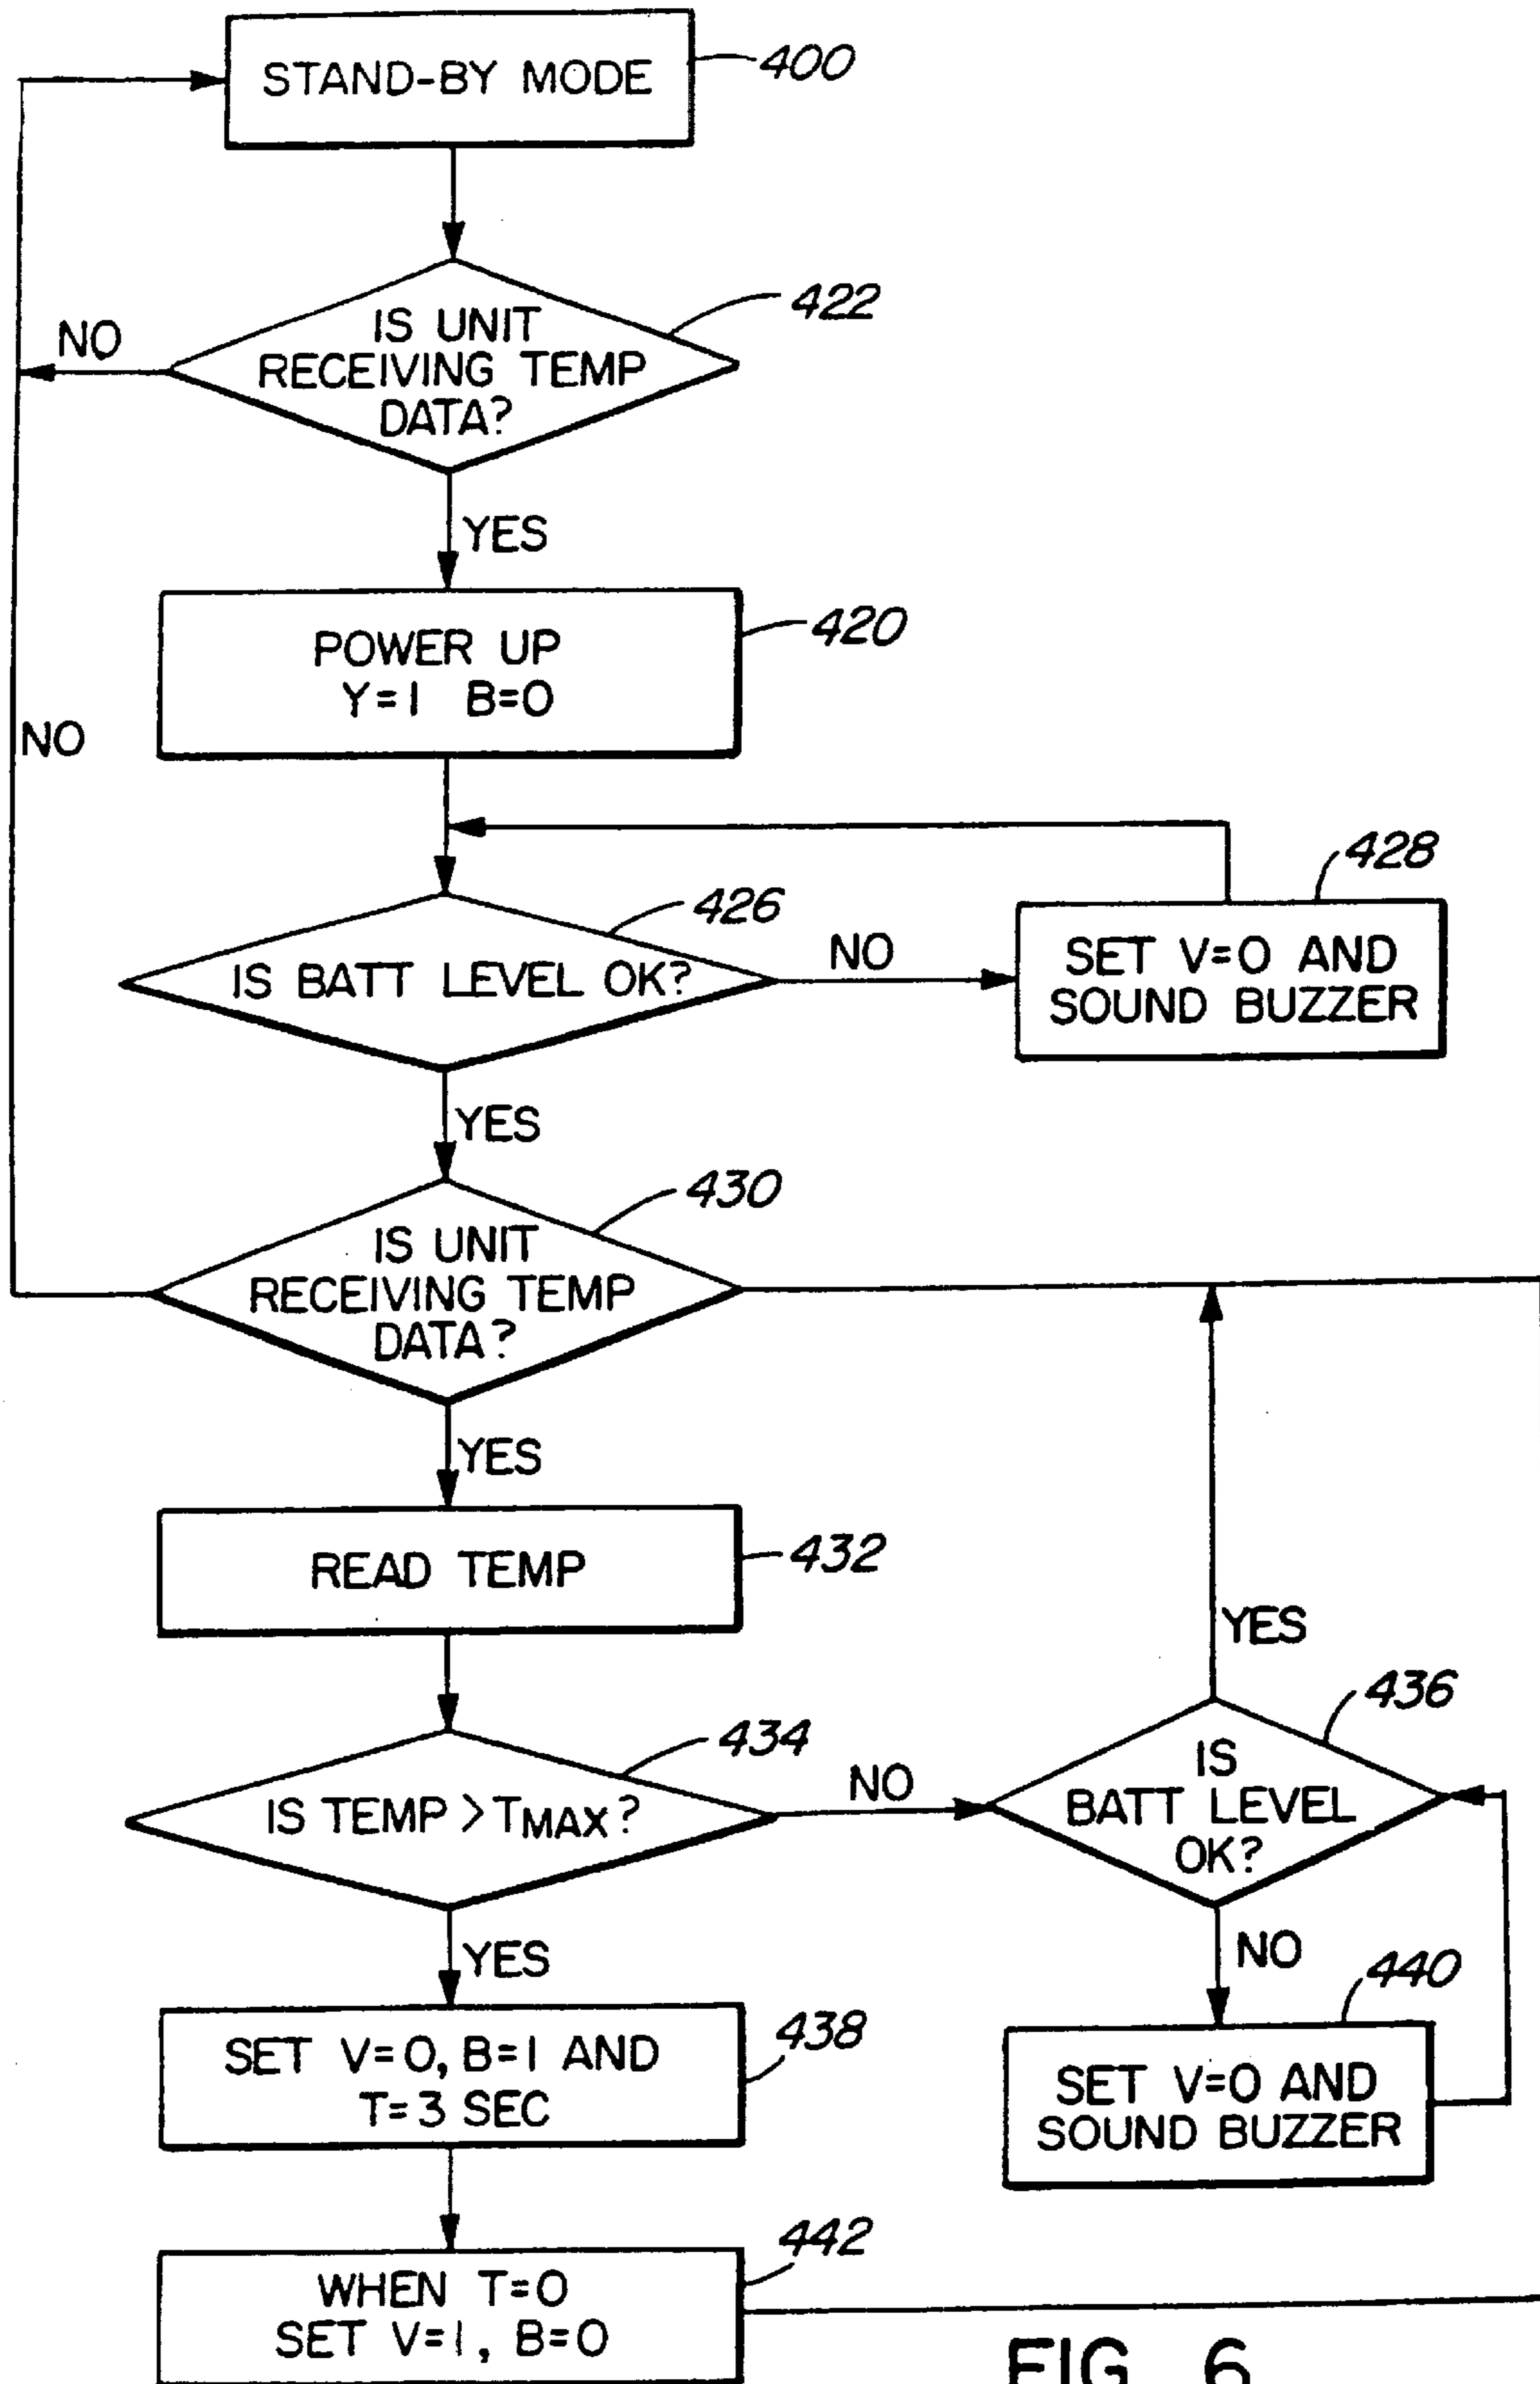 STAND-BY MODE
400
IS UNIT
RECEIVING TEMP
DATA?
422
NO
YES
POWER UP
Y=1 B=0
420
NO
IS BATT LEVEL OK?
426
NO
SET V=0 AND
SOUND BUZZER
428
YES
IS UNIT
RECEIVING TEMP
DATA?
430
YES
READ TEMP
432
IS TEMP > TMAX?
434
NO
YES
IS
BATT LEVEL
OK?
436
YES
NO
SET V=0, B=1 AND
T=3 SEC
438
SET V=0 AND
SOUND BUZZER
440
WHEN T=0
SET V=1, B=0
442
FIG. 6